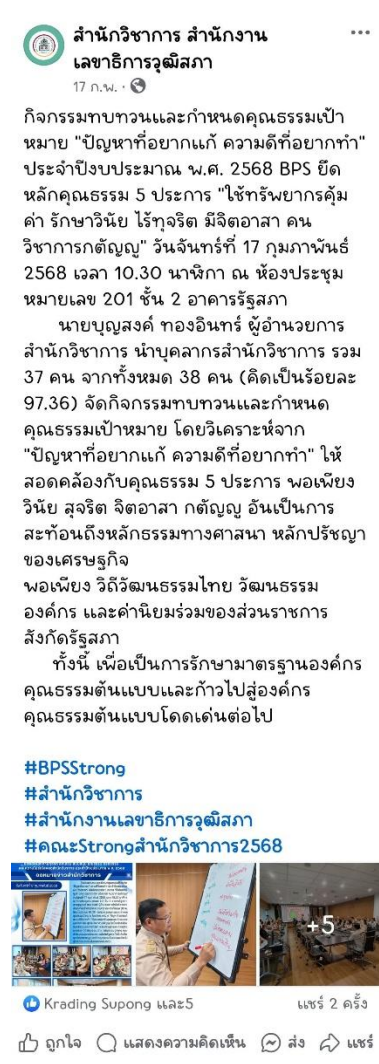 สำนักวิชาการ สำนักงาน
เลขาธิการวุฒิสภา
17 ก.พ. ·
กิจกรรมทบทวนและกำหนดคุณธรรมเป้า
หมาย "ปัญหาที่อยากแก้ ความดีที่อยากทำ"
ประจำปีงบประมาณ พ.ศ. 2568 BPS ยึด
หลักคุณธรรม 5 ประการ "ใช้ทรัพยากรคุ้ม
ค่า รักษาวินัย ไร้ทุจริต มีจิตอาสา คน
วิชาการกตัญญู" วันจันทร์ที่ 17 กุมภาพันธ์
2568 เวลา 10.30 นาฬิกา ณ ห้องประชุม
หมายเลข 201 ชั้น 2 อาคารรัฐสภา
นายบุญสงค์ ทองอินทร์ ผู้อำนวยการ
สำนักวิชาการ นำบุคลากรสำนักวิชาการ รวม
37 คน จากทั้งหมด 38 คน (คิดเป็นร้อยละ
97.36) จัดกิจกรรมทบทวนและกำหนด
คุณธรรมเป้าหมาย โดยวิเคราะห์จาก
"ปัญหาที่อยากแก้ ความดีที่อยากทำ" ให้
สอดคล้องกับคุณธรรม 5 ประการ พอเพียง
วินัย สุจริต จิตอาสา กตัญญู อันเป็นการ
สะท้อนถึงหลักธรรมทางศาสนา หลักปรัชญา
ของเศรษฐกิจ
พอเพียง วิถีวัฒนธรรมไทย วัฒนธรรม
องค์กร และค่านิยมร่วมของส่วนราชการ
สังกัดรัฐสภา
ทั้งนี้ เพื่อเป็นการรักษามาตรฐานองค์กร
คุณธรรมต้นแบบและก้าวไปสู่องค์กร
คุณธรรมต้นแบบโดดเด่นต่อไป
#BPSStrong
#สำนักวิชาการ
#สำนักงานเลขาธิการวุฒิสภา
#คณะStrongสำนักวิชาการ2568
+5
Krading Supong และ5 แชร์ 2 ครั้ง
ถูกใจ แสดงความคิดเห็น ส่ง แชร์